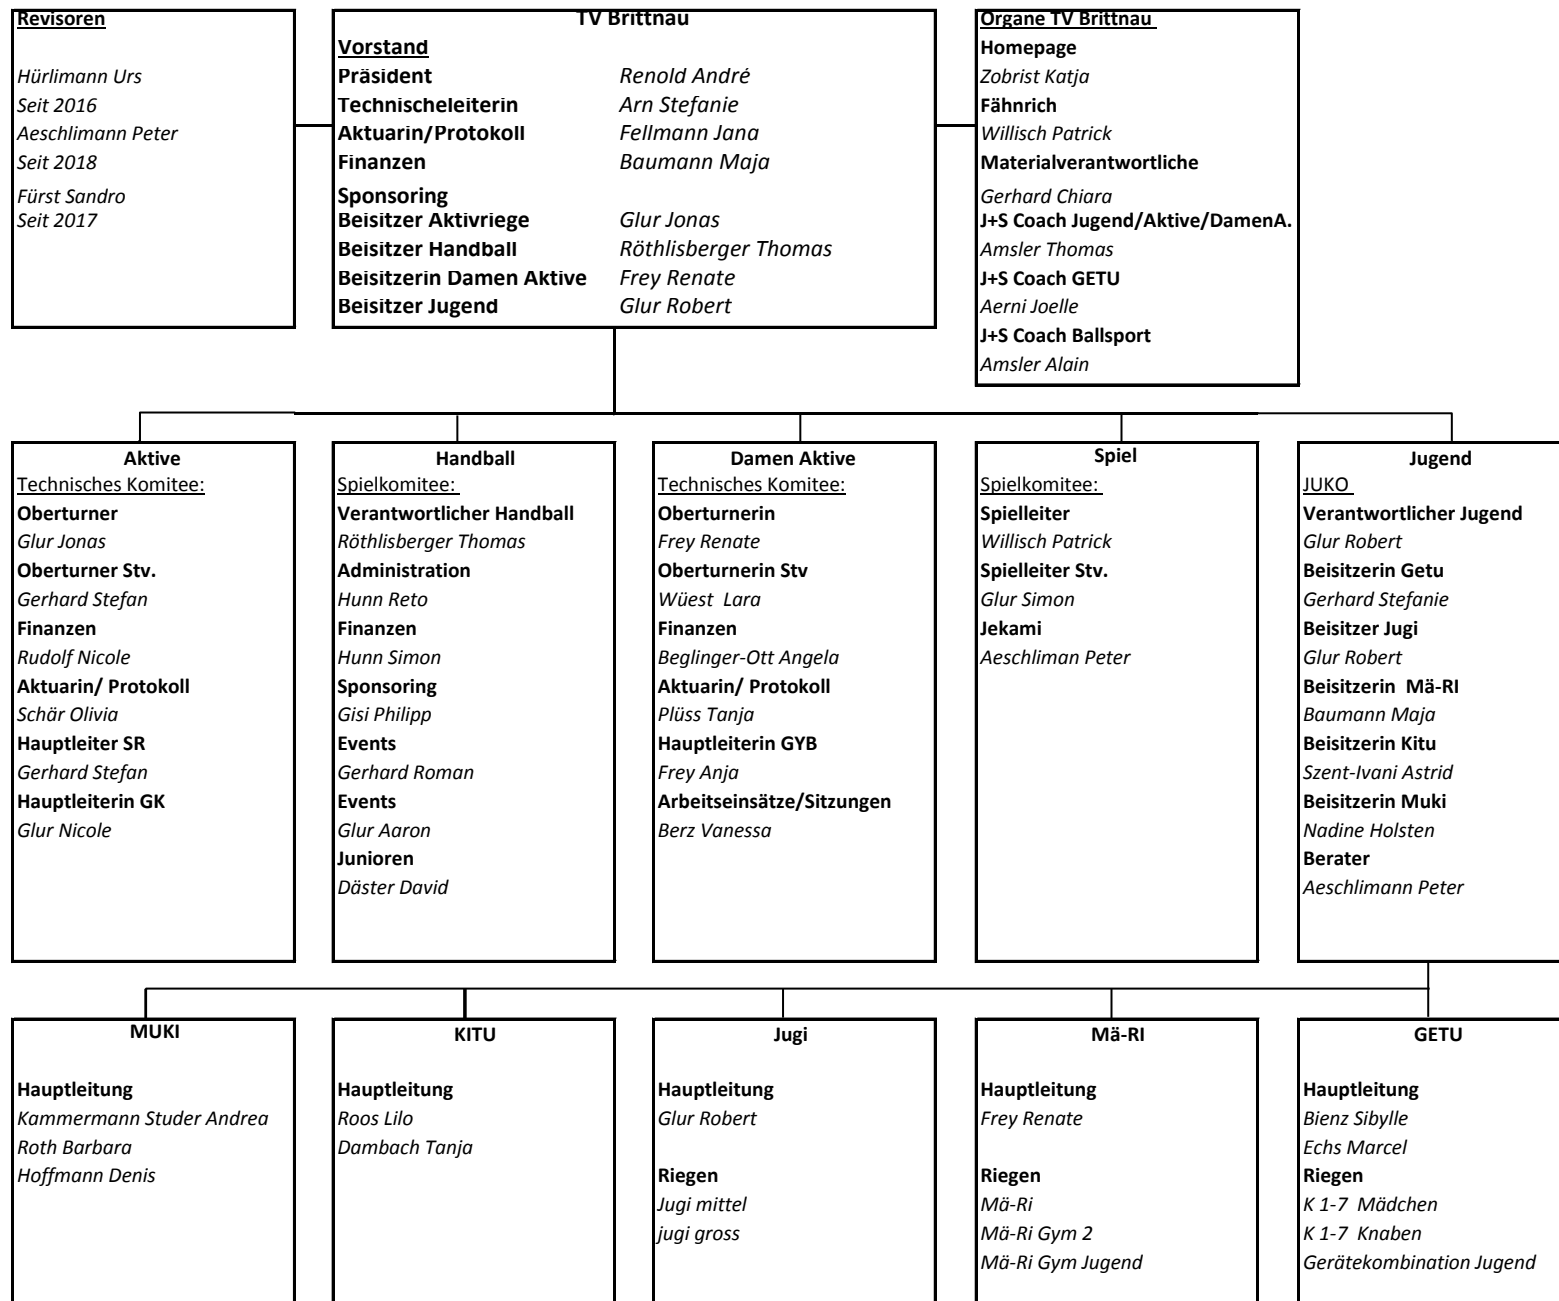 Revisoren
Hürlimann Urs
Seit 2016
Aeschlimann Peter
Seit 2018
Fürst Sandro
Seit 2017
TV Brittnau
Vorstand
Präsident Renold André
Technischeleiterin Arn Stefanie
Aktuarin/Protokoll Fellmann Jana
Finanzen Baumann Maja
Sponsoring
Beisitzer Aktivriege Glur Jonas
Beisitzer Handball Röthlisberger Thomas
Beisitzerin Damen Aktive Frey Renate
Beisitzer Jugend Glur Robert
Organe TV Brittnau
Homepage
Zobrist Katja
Fähnrich
Willisch Patrick
Materialverantwortliche
Gerhard Chiara
J+S Coach Jugend/Aktive/DamenA.
Amsler Thomas
J+S Coach GETU
Aerni Joelle
J+S Coach Ballsport
Amsler Alain
Aktive
Technisches Komitee:
Oberturner
Glur Jonas
Oberturner Stv.
Gerhard Stefan
Finanzen
Rudolf Nicole
Aktuarin/ Protokoll
Schär Olivia
Hauptleiter SR
Gerhard Stefan
Hauptleiterin GK
Glur Nicole
Handball
Spielkomitee:
Verantwortlicher Handball
Röthlisberger Thomas
Administration
Hunn Reto
Finanzen
Hunn Simon
Sponsoring
Gisi Philipp
Events
Gerhard Roman
Events
Glur Aaron
Junioren
Däster David
Damen Aktive
Technisches Komitee:
Oberturnerin
Frey Renate
Oberturnerin Stv
Wüest Lara
Finanzen
Beglinger-Ott Angela
Aktuarin/ Protokoll
Plüss Tanja
Hauptleiterin GYB
Frey Anja
Arbeitseinsätze/Sitzungen
Berz Vanessa
Spiel
Spielkomitee:
Spielleiter
Willisch Patrick
Spielleiter Stv.
Glur Simon
Jekami
Aeschliman Peter
Jugend
JUKO
Verantwortlicher Jugend
Glur Robert
Beisitzerin Getu
Gerhard Stefanie
Beisitzer Jugi
Glur Robert
Beisitzerin Mä-RI
Baumann Maja
Beisitzerin Kitu
Szent-Ivani Astrid
Beisitzerin Muki
Nadine Holsten
Berater
Aeschlimann Peter
MUKI
Hauptleitung
Kammermann Studer Andrea
Roth Barbara
Hoffmann Denis
KITU
Hauptleitung
Roos Lilo
Dambach Tanja
Jugi
Hauptleitung
Glur Robert
Riegen
Jugi mittel
jugi gross
Mä-RI
Hauptleitung
Frey Renate
Riegen
Mä-Ri
Mä-Ri Gym 2
Mä-Ri Gym Jugend
GETU
Hauptleitung
Bienz Sibylle
Echs Marcel
Riegen
K 1-7 Mädchen
K 1-7 Knaben
Gerätekombination Jugend